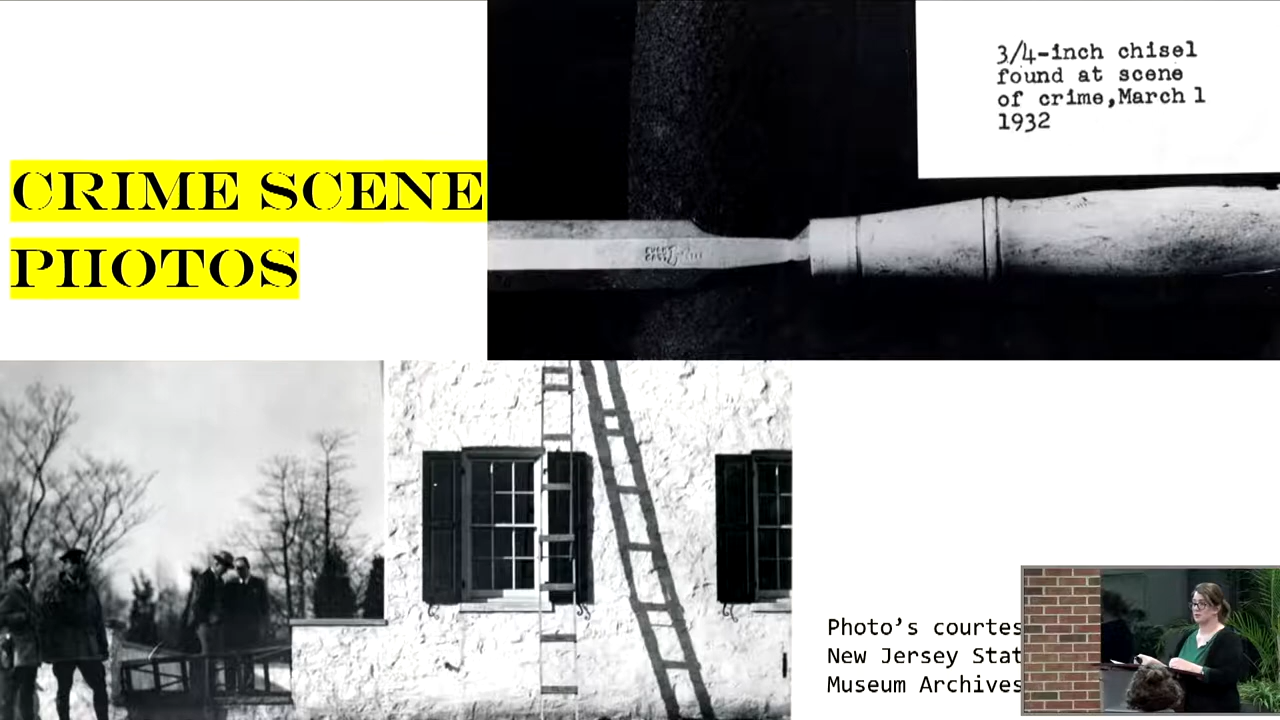 3/4-inch chisel
found at scene
of crime,March 1
1932
CRIME SCENE
PHOTOS
Photo's courtes
New Jersey Stat
Museum Archives